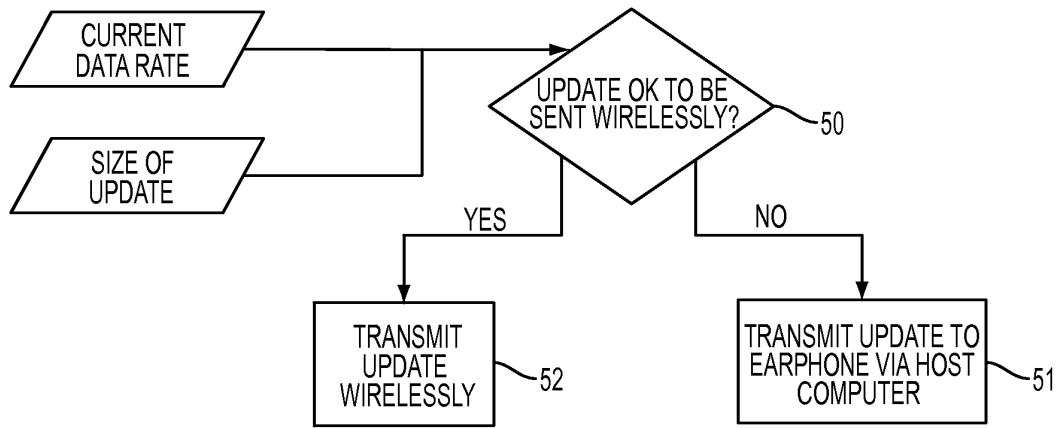 CURRENT
DATA RATE
SIZE OF
UPDATE
UPDATE OK TO BE
SENT WIRELESSLY?
50
YES
NO
TRANSMIT
UPDATE
WIRELESSLY
52
TRANSMIT UPDATE TO
EARPHONE VIA HOST
COMPUTER
51